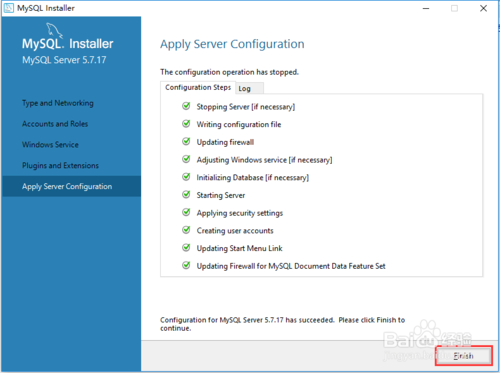 MySQL Installer
MySQL. Installer
MySQL Server 5.7.17
Type and Networking
Accounts and Roles
Windows Service
Plugins and Extensions
Apply Server Configuration
Apply Server Configuration
The configuration operation has stopped.
Configuration Steps Log
Stopping Server [if necessary]
Writing configuration file
Updating firewall
Adjusting Windows service [if necessary]
Initializing Database [if necessary]
Starting Server
Applying security settings
Creating user accounts
Updating Start Menu Link
Updating Firewall for MySQL Document Data Feature Set
Configuration for MySQL Server 5.7.17 has succeeded. Please click Finish to
continue.
Finish